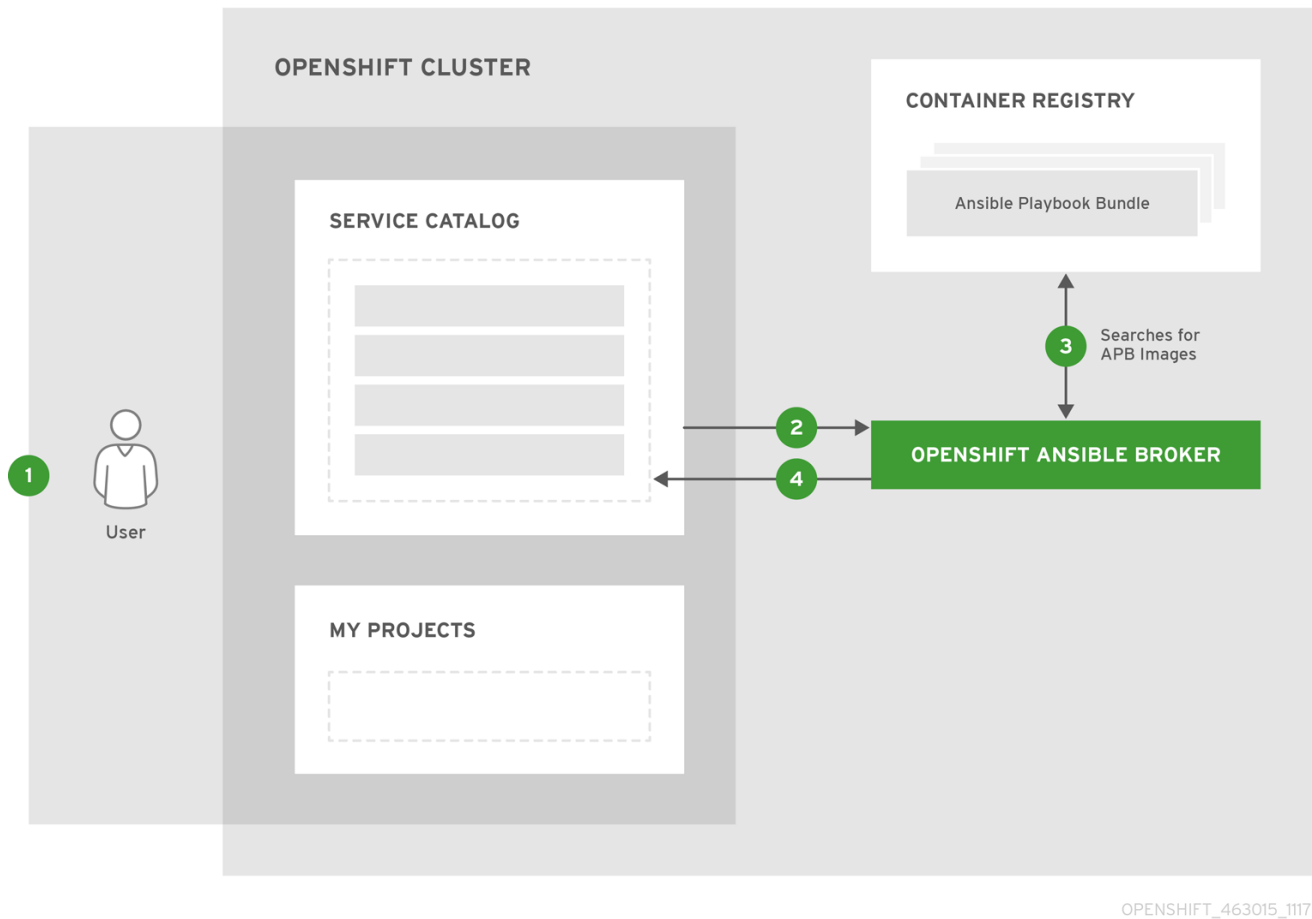 OPENSHIFT CLUSTER
CONTAINER REGISTRY
Ansible Playbook Bundle
SERVICE CATALOG
3
Searches for
APB Images
2
OPENSHIFT ANSIBLE BROKER
4
1
User
MY PROJECTS
OPENSHIFT_463015_1117